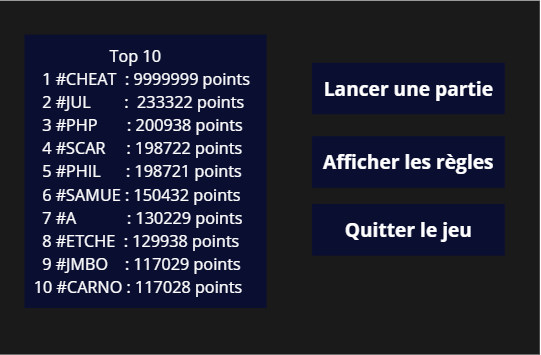 Top 10
1 #CHEAT : 9999999 points
2 #JUL : 233322 points
3 #PHP : 200938 points
4 #SCAR : 198722 points
5 #PHIL : 198721 points
6 #SAMUE : 150432 points
7 #A : 130229 points
8 #ETCHE : 129938 points
9 #JMBO : 117029 points
10 #CARNO : 117028 points
Lancer une partie
Afficher les règles
Quitter le jeu